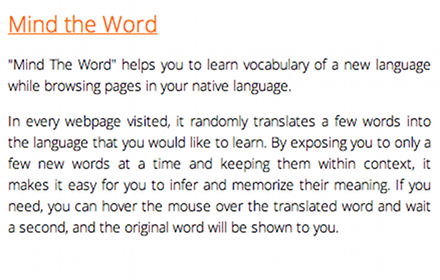 Mind the Word
"Mind The Word" helps you to learn vocabulary of a new language
while browsing pages in your native language.
In every webpage visited, it randomly translates a few words into
the language that you would like to learn. By exposing you to only a
few new words at a time and keeping them within context, it
makes it easy for you to infer and memorize their meaning. If you
need, you can hover the mouse over the translated word and wait
a second, and the original word will be shown to you.